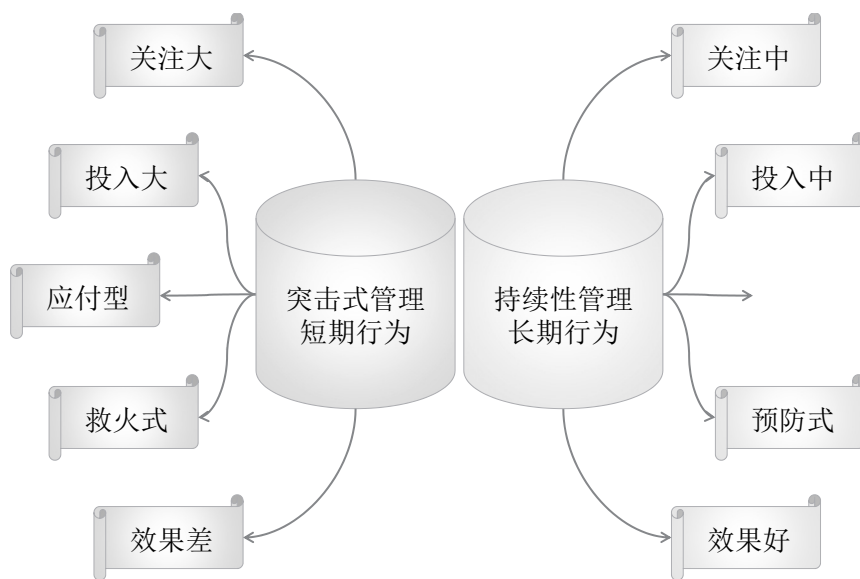 关注大
关注中
投入大
投入中
应付型
突击式管理
短期行为
持续性管理
长期行为
救火式
预防式
效果差
效果好